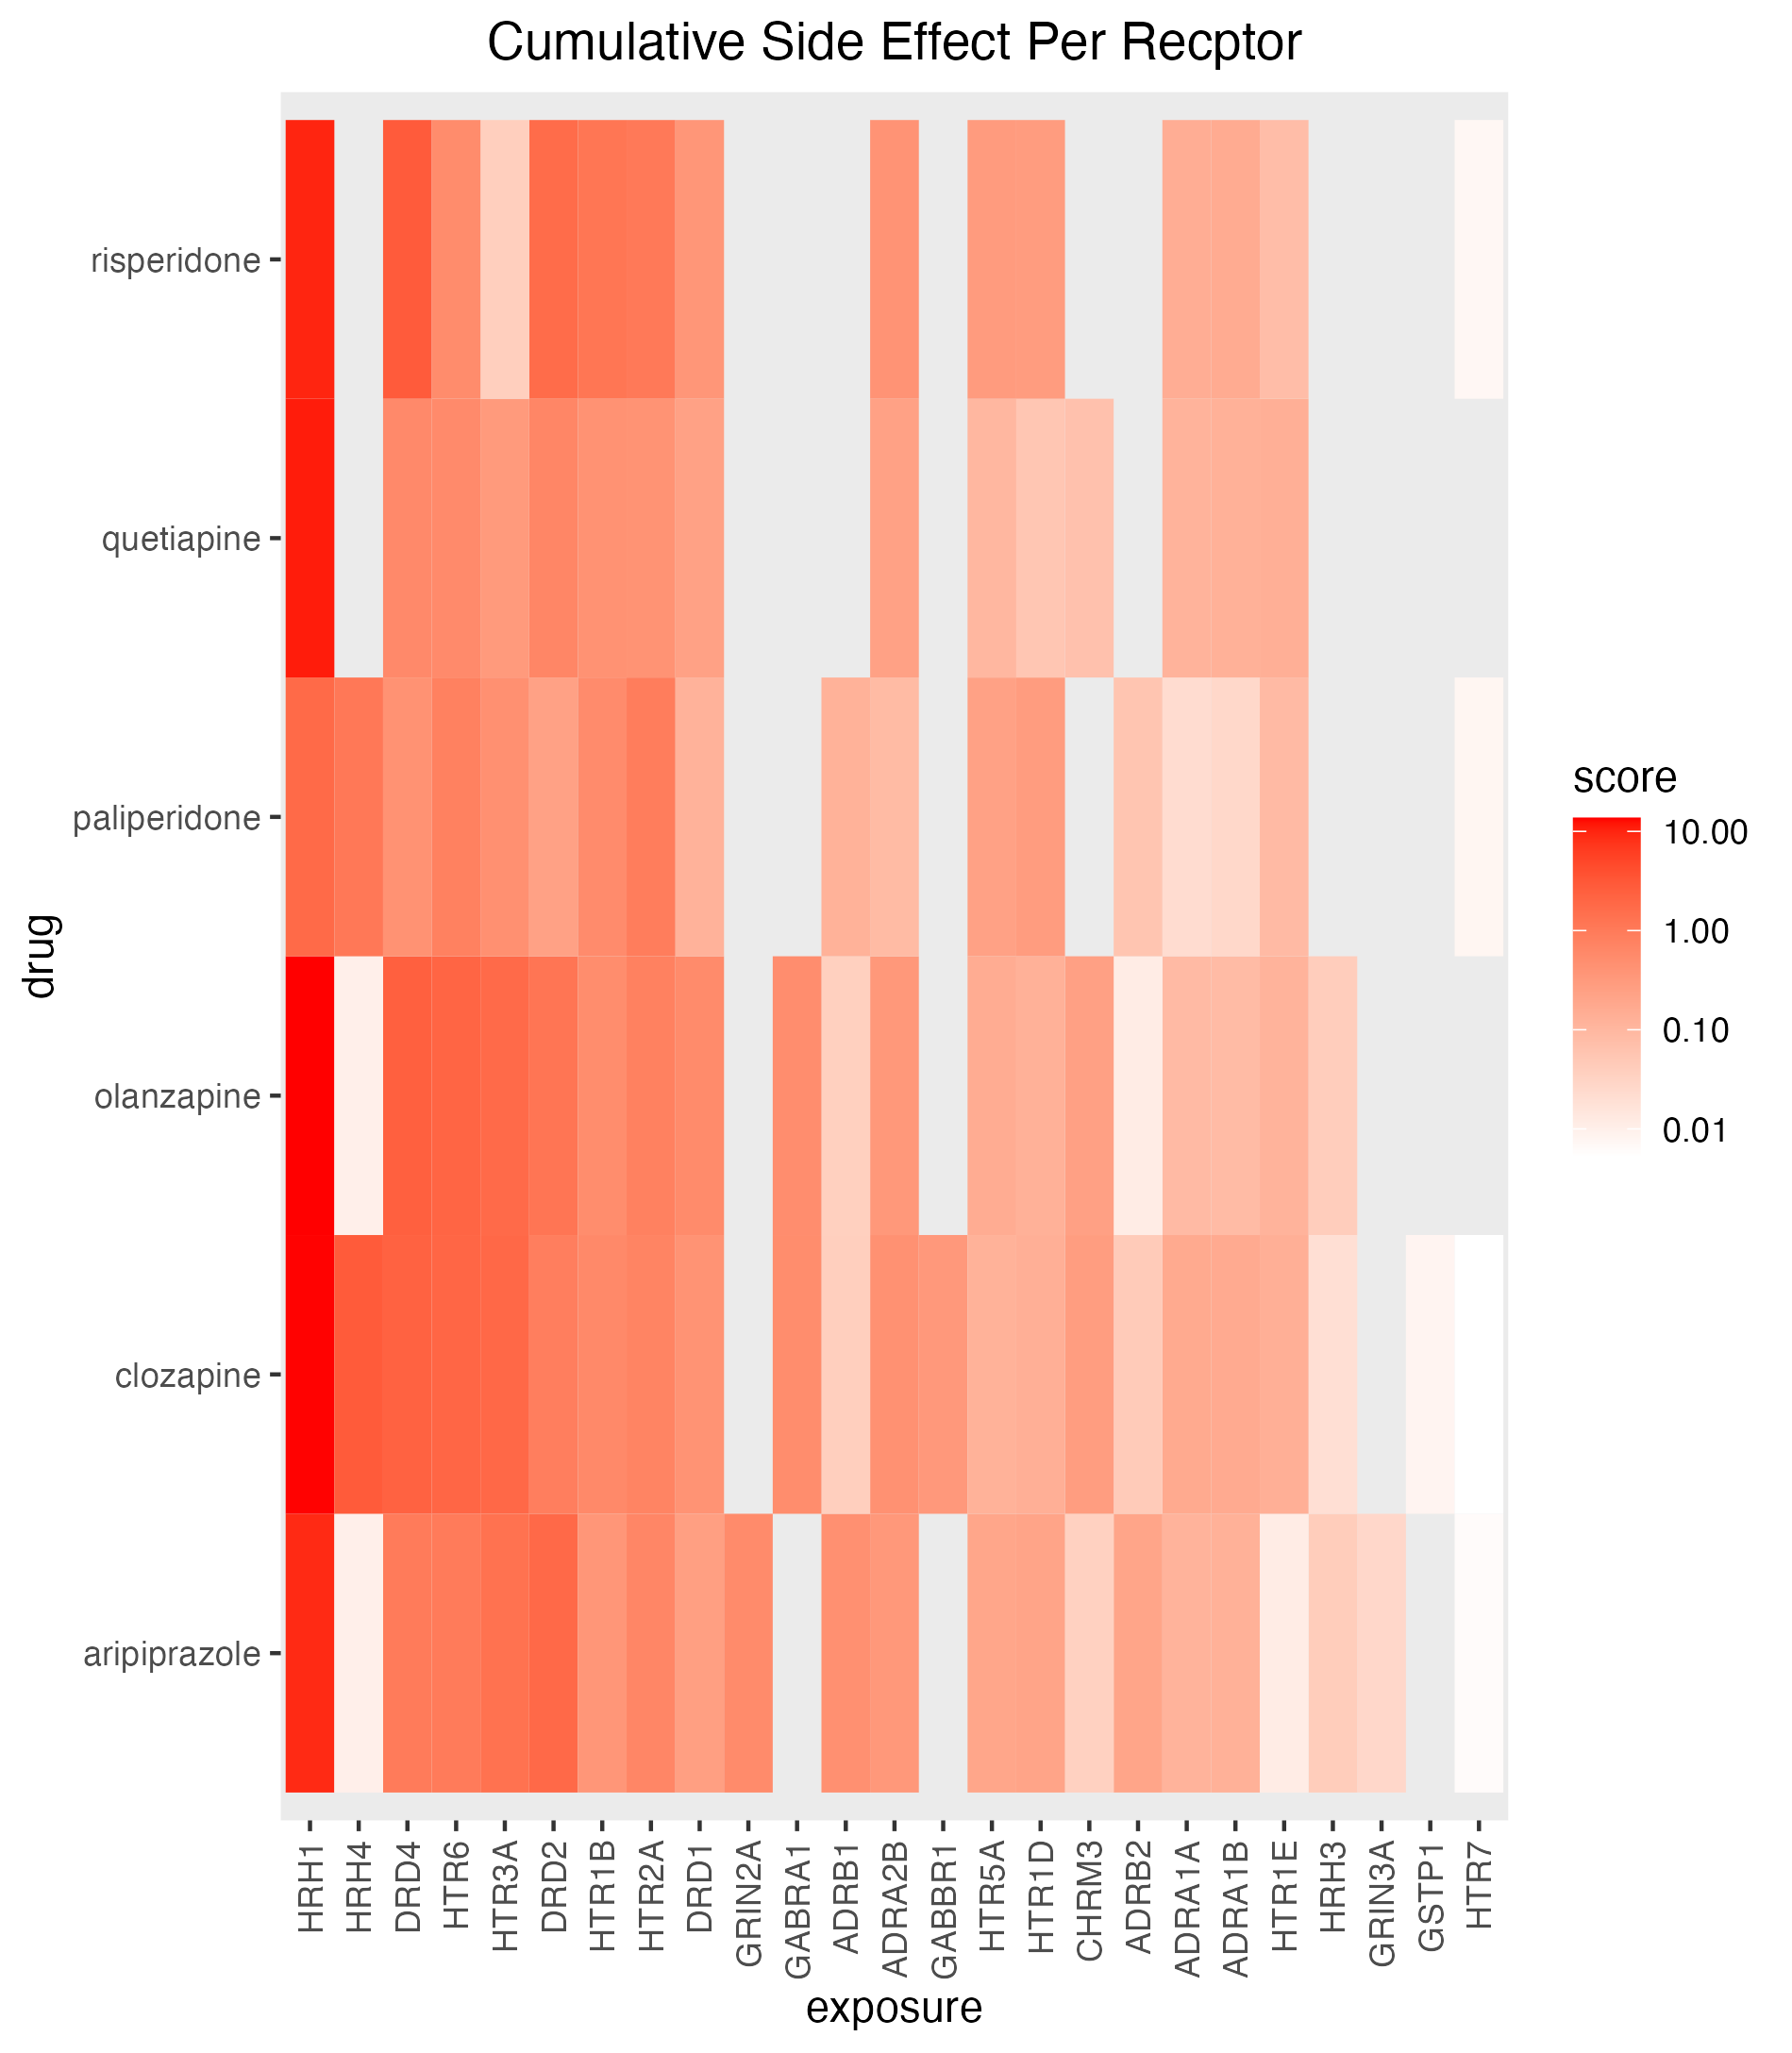 Cumulative Side Effect Per Recptor
risperidone
quetiapine
paliperidone
olanzapine
clozapine
aripiprazole
drug
HRH1
HRH4
DRD4
HTR6
HTR3A
DRD2
HTR1B
HTR2A
DRD1
GRIN2A
GABRA1
ADRB1
ADRA2B
GABBR1
HTR5A
HTR1D
CHRM3
ADRB2
ADRA1A
ADRA1B
HTR1E
HRH3
GRIN3A
GSTP1
HTR7
exposure
score
10.00
1.00
0.10
0.01